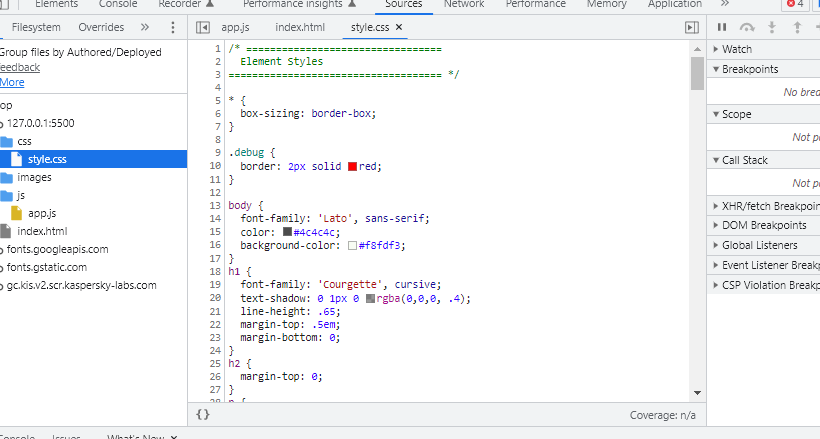 Elements Console Recorder Performance insights Sources Network Performance Memory Application 4
Filesystem Overrides » app.js index.html style.css ×
Group files by Authored/Deployed
feedback
More
op
127.0.0.1:5500
css
style.css
images
js
app.js
index.html
fonts.googleapis.com
fonts.gstatic.com
gc.kis.v2.scr.kaspersky-labs.com
1 /* ==================================
2 Element Styles
3 ===================================== */
4
5 * {
6 box-sizing: border-box;
7 }
8
9 .debug {
10 border: 2px solid red;
11 }
12
13 body {
14 font-family: 'Lato', sans-serif;
15 color: #4c4c4c;
16 background-color: #f8fdf3;
17 }
18 h1 {
19 font-family: 'Courgette', cursive;
20 text-shadow: 0 1px 0 rgba(0,0,0, .4);
21 line-height: .65;
22 margin-top: .5em;
23 margin-bottom: 0;
24 }
25 h2 {
26 margin-top: 0;
27 }
28 p {
{} Coverage: n/a
Watch
Breakpoints
No brea
Scope
Not pa
Call Stack
Not pa
XHR/fetch Breakpoin
DOM Breakpoints
Global Listeners
Event Listener Breakp
CSP Violation Breakp
Console Issues What's New ×